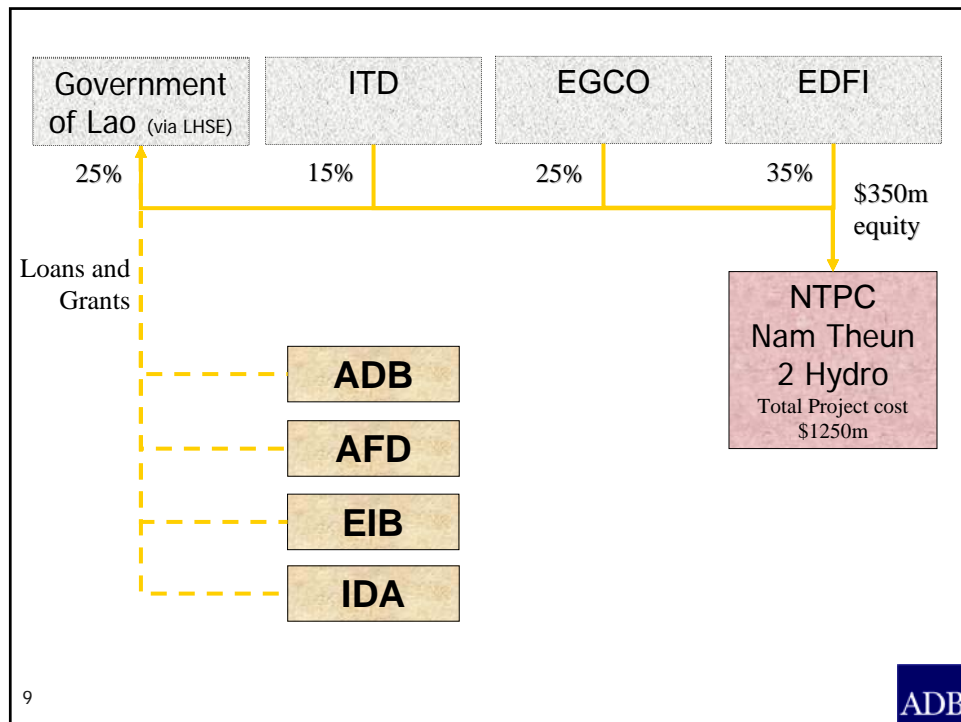 Government
of Lao (via LHSE)
ITD
EGCO
EDFI
25%
15%
25%
35%
$350m
equity
Loans and
Grants
NTPC
Nam Theun
2 Hydro
Total Project cost
$1250m
ADB
AFD
EIB
IDA
9
ADB